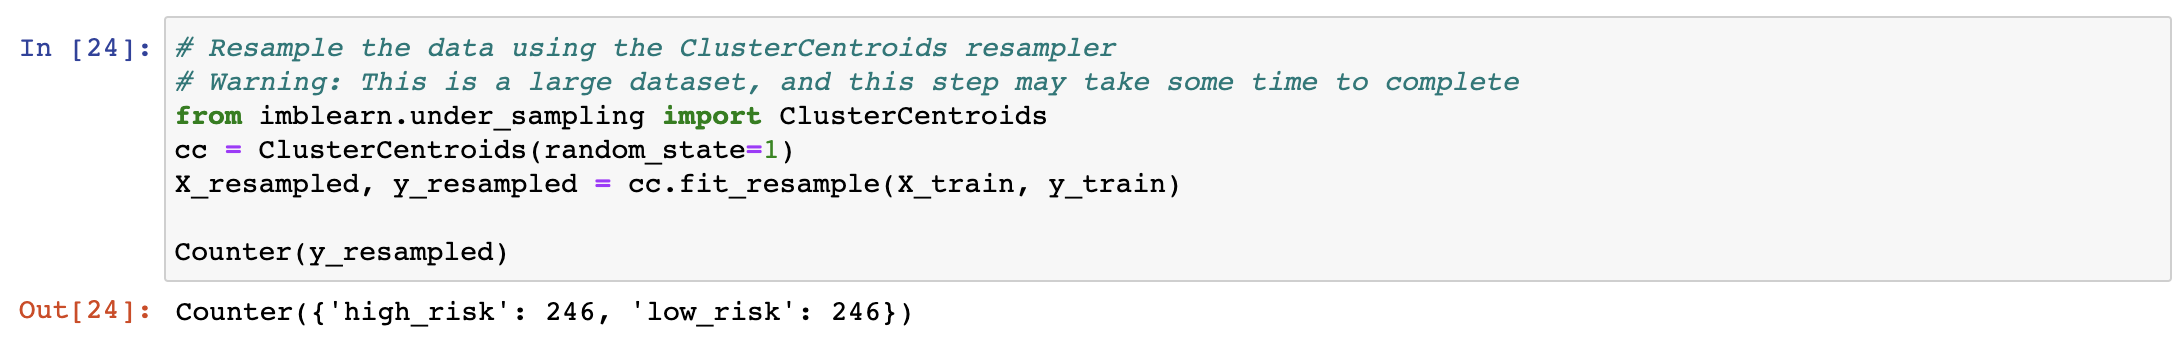 In [24]: # Resample the data using the ClusterCentroids resampler
# Warning: This is a large dataset, and this step may take some time to complete
from imblearn.under_sampling import ClusterCentroids
cc = ClusterCentroids(random_state=1)
X_resampled, y_resampled = cc.fit_resample(X_train, y_train)
Counter(y_resampled)
Out[24]: Counter({'high_risk': 246, 'low_risk': 246})